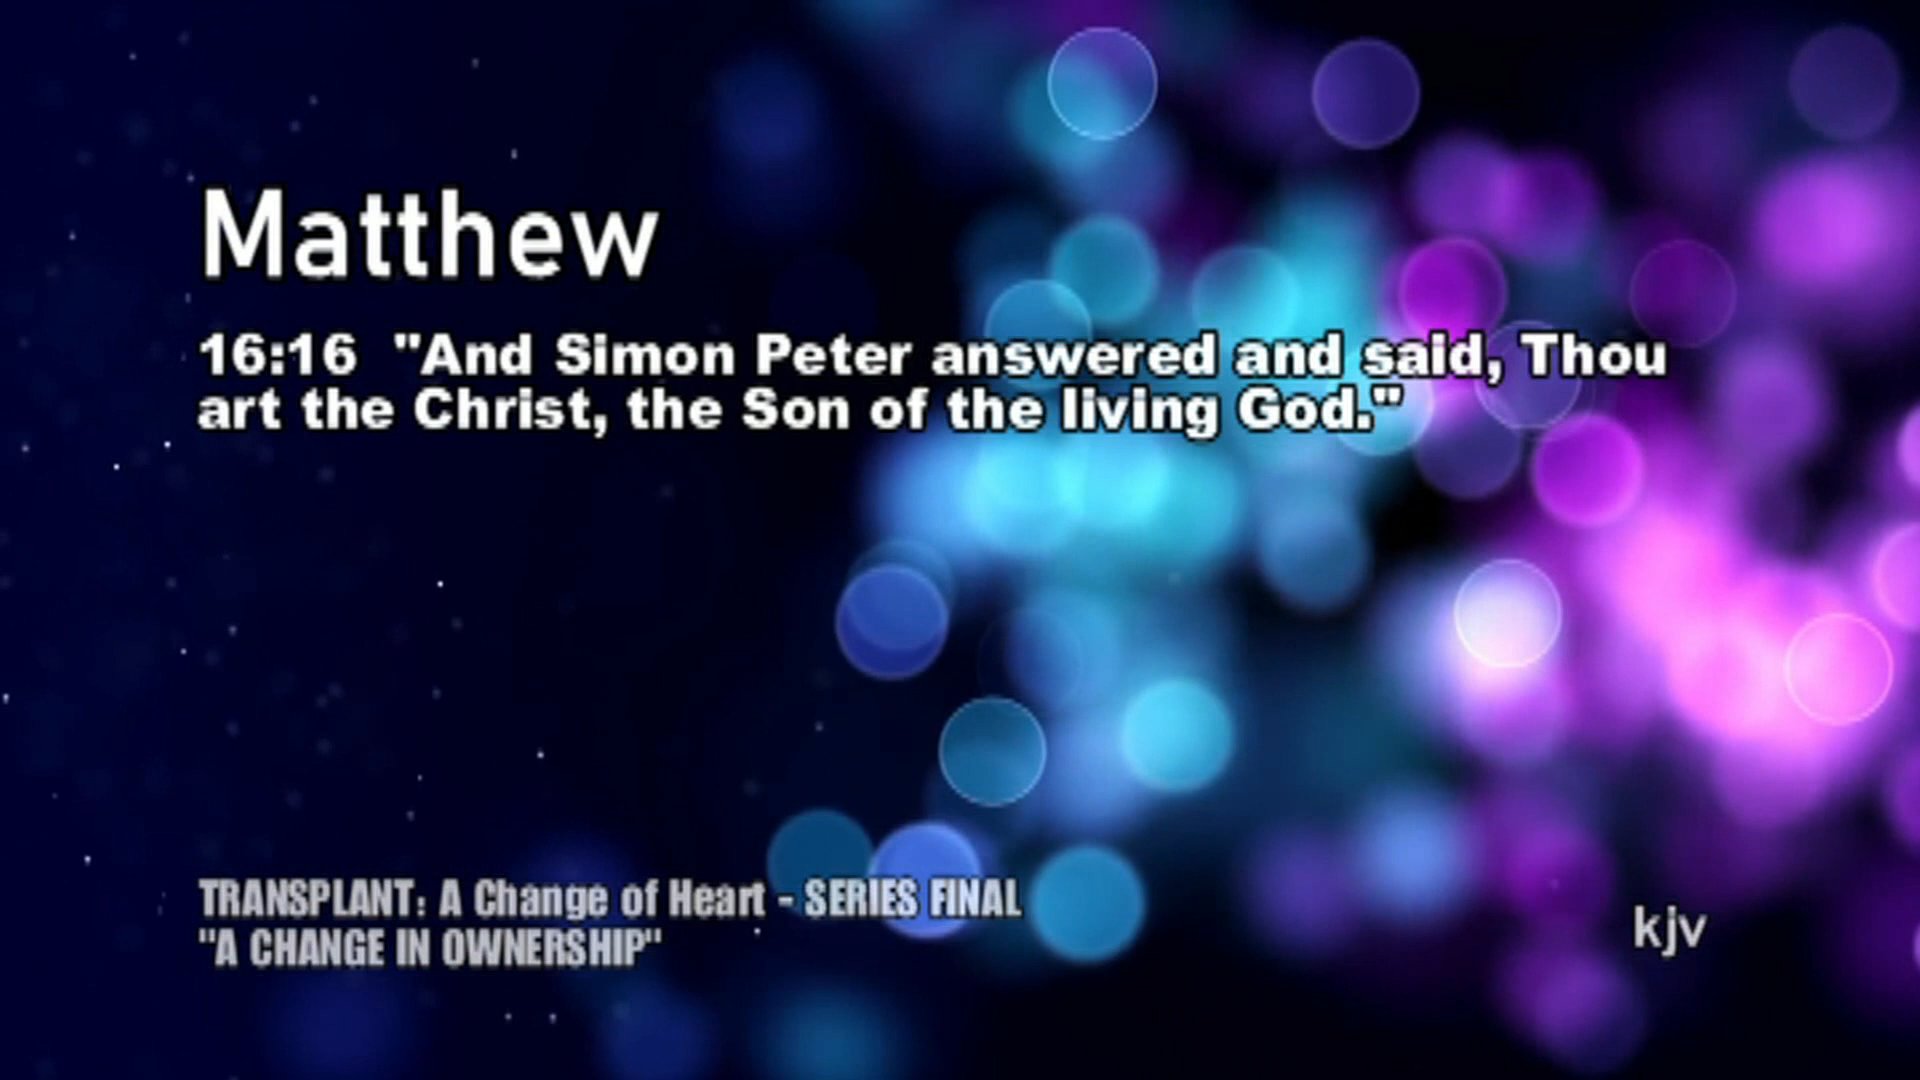 Matthew
16:16 "And Simon Peter answered and said, Thou
art the Christ, the Son of the living God."
TRANSPLANT: A Change of Heart - SERIES FINAL
"A CHANGE IN OWNERSHIP"
kjv